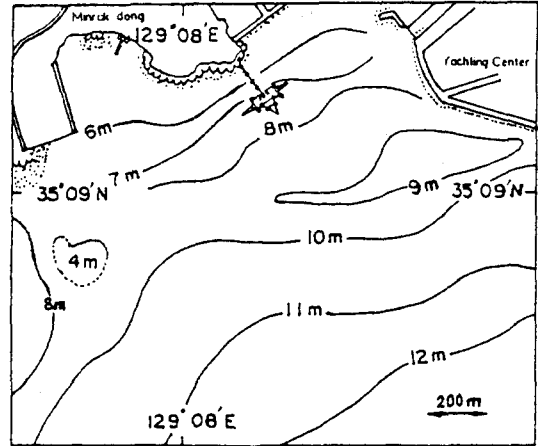 Minrak dong
129° 08′E
Yachting Center
6m
8m
7m
35° 09′N
9m
35° 09′N
10m
4m
8m
11m
12m
200m
129° 08′E